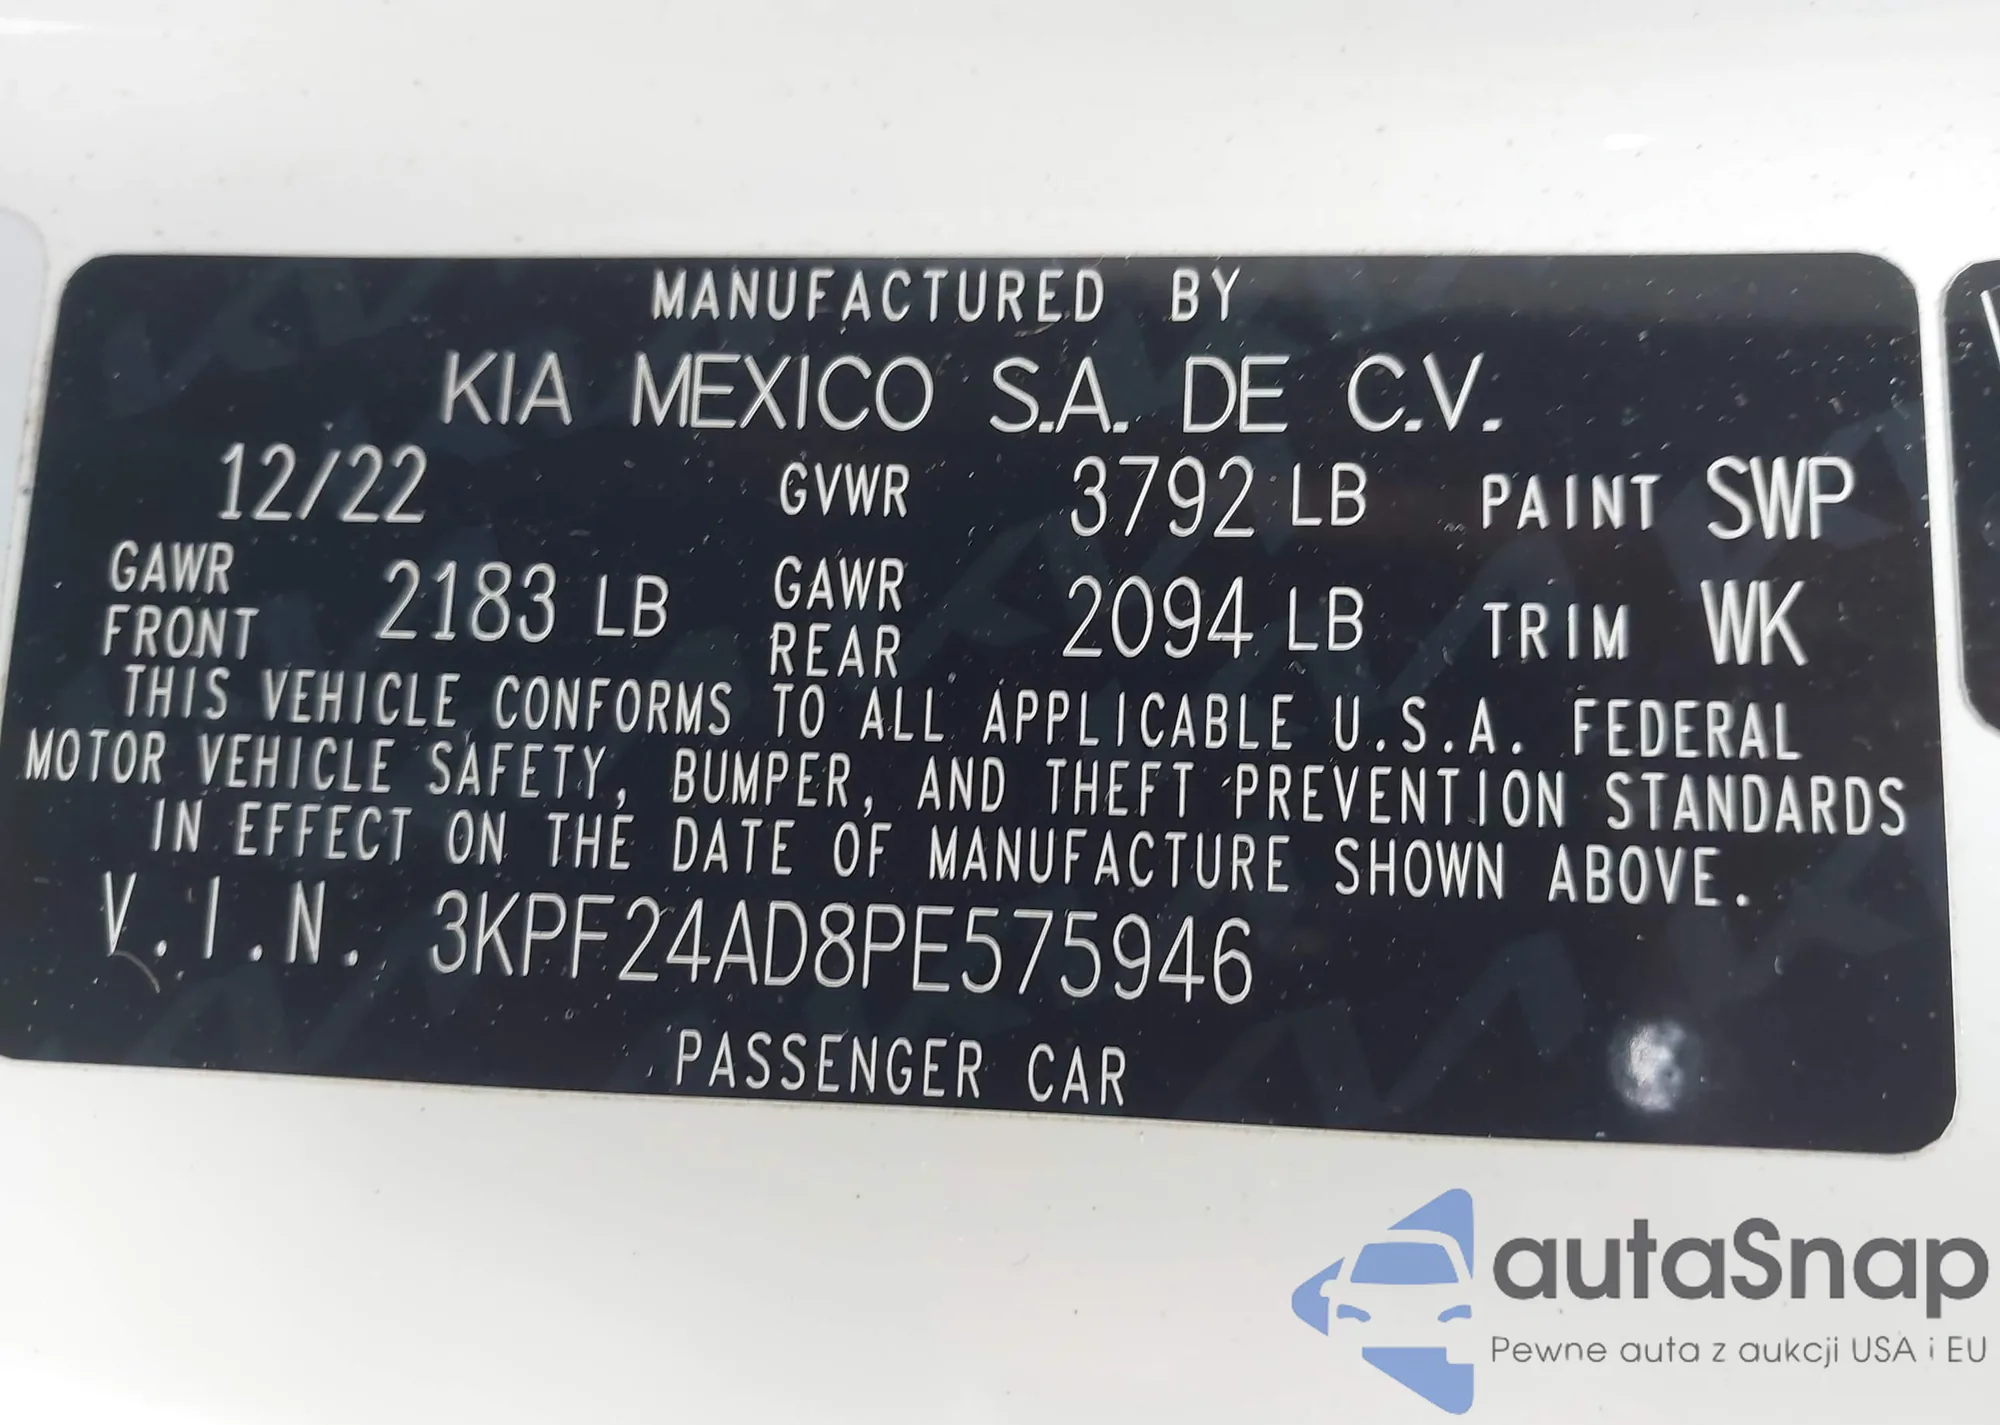 MANUFACTURED BY
KIA MEXICO S.A. DE C.V.
12/22 GVWR 3792 LB PAINT SWP
GAWR FRONT 2183 LB GAWR REAR 2094 LB TRIM WK
THIS VEHICLE CONFORMS TO ALL APPLICABLE U.S.A. FEDERAL
MOTOR VEHICLE SAFETY, BUMPER, AND THEFT PREVENTION STANDARDS
IN EFFECT ON THE DATE OF MANUFACTURE SHOWN ABOVE.
V.I.N. 3KPF24AD8PE575946
PASSENGER CAR
autaSnap
Pewne auta z aukcji USA i EU